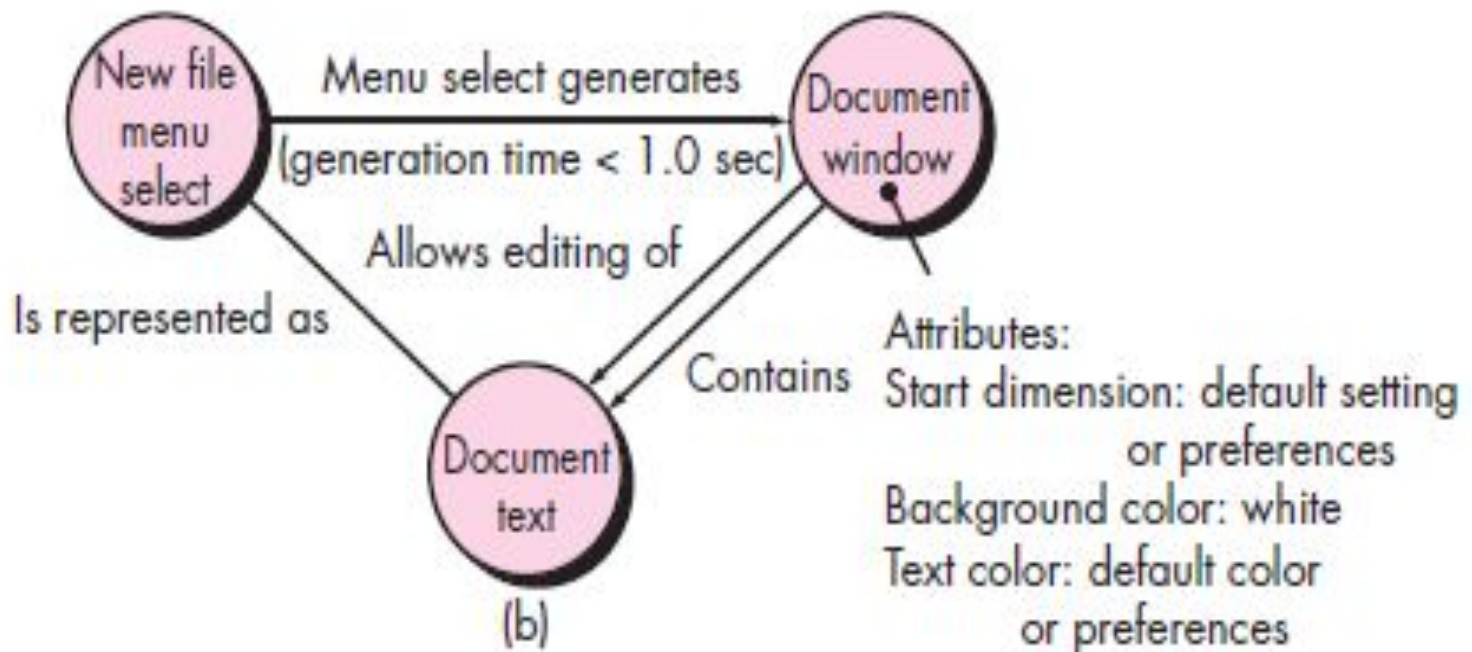 New file
menu
select
Menu select generates
(generation time < 1.0 sec)
Document
window
Allows editing of
Is represented as
Contains
Document
text
Attributes:
Start dimension: default setting
or preferences
Background color: white
Text color: default color
or preferences
(b)